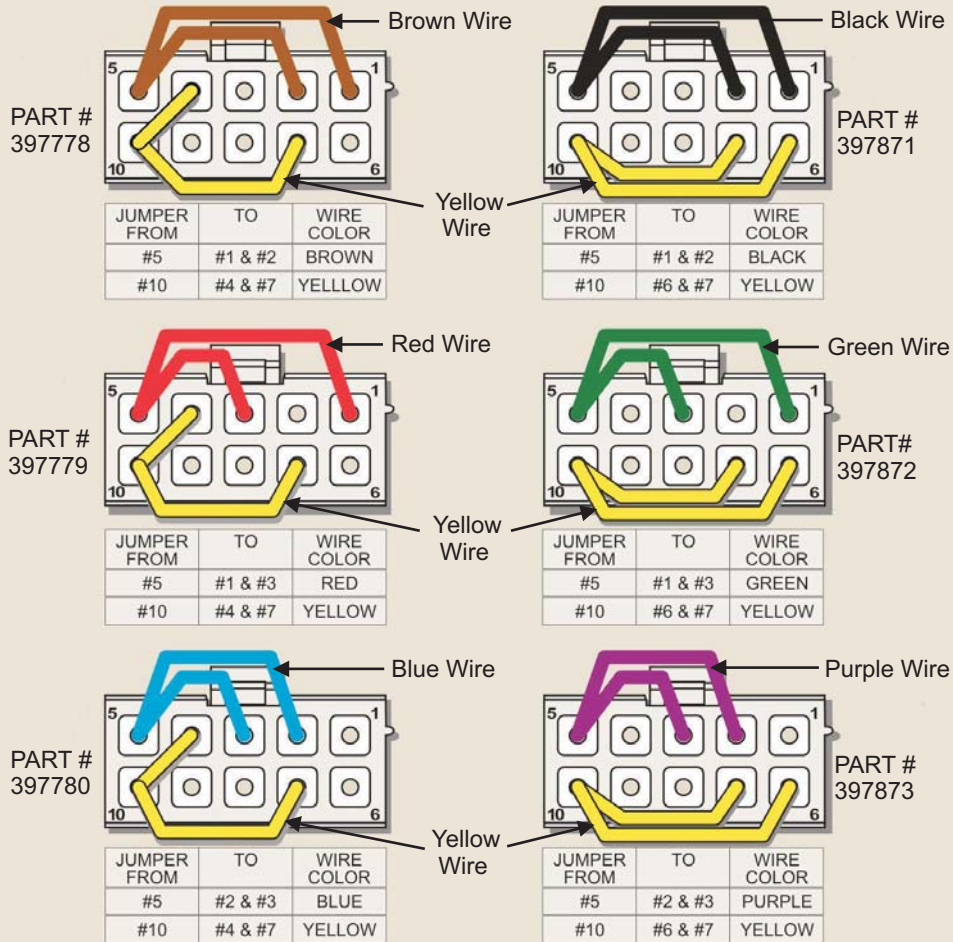 Brown Wire
5
1
PART #
397778
10
6
JUMPER FROM TO WIRE COLOR
#5 #1 & #2 BROWN
#10 #4 & #7 YELLLOW
Black Wire
5
1
PART #
397871
10
6
Yellow
Wire
JUMPER FROM TO WIRE COLOR
#5 #1 & #2 BLACK
#10 #6 & #7 YELLOW
Red Wire
5
1
PART #
397779
10
6
JUMPER FROM TO WIRE COLOR
#5 #1 & #3 RED
#10 #4 & #7 YELLOW
Green Wire
5
1
PART#
397872
10
6
Yellow
Wire
JUMPER FROM TO WIRE COLOR
#5 #1 & #3 GREEN
#10 #6 & #7 YELLOW
Blue Wire
5
1
PART #
397780
10
6
JUMPER FROM TO WIRE COLOR
#5 #2 & #3 BLUE
#10 #4 & #7 YELLOW
Purple Wire
5
1
PART #
397873
10
6
Yellow
Wire
JUMPER FROM TO WIRE COLOR
#5 #2 & #3 PURPLE
#10 #6 & #7 YELLOW